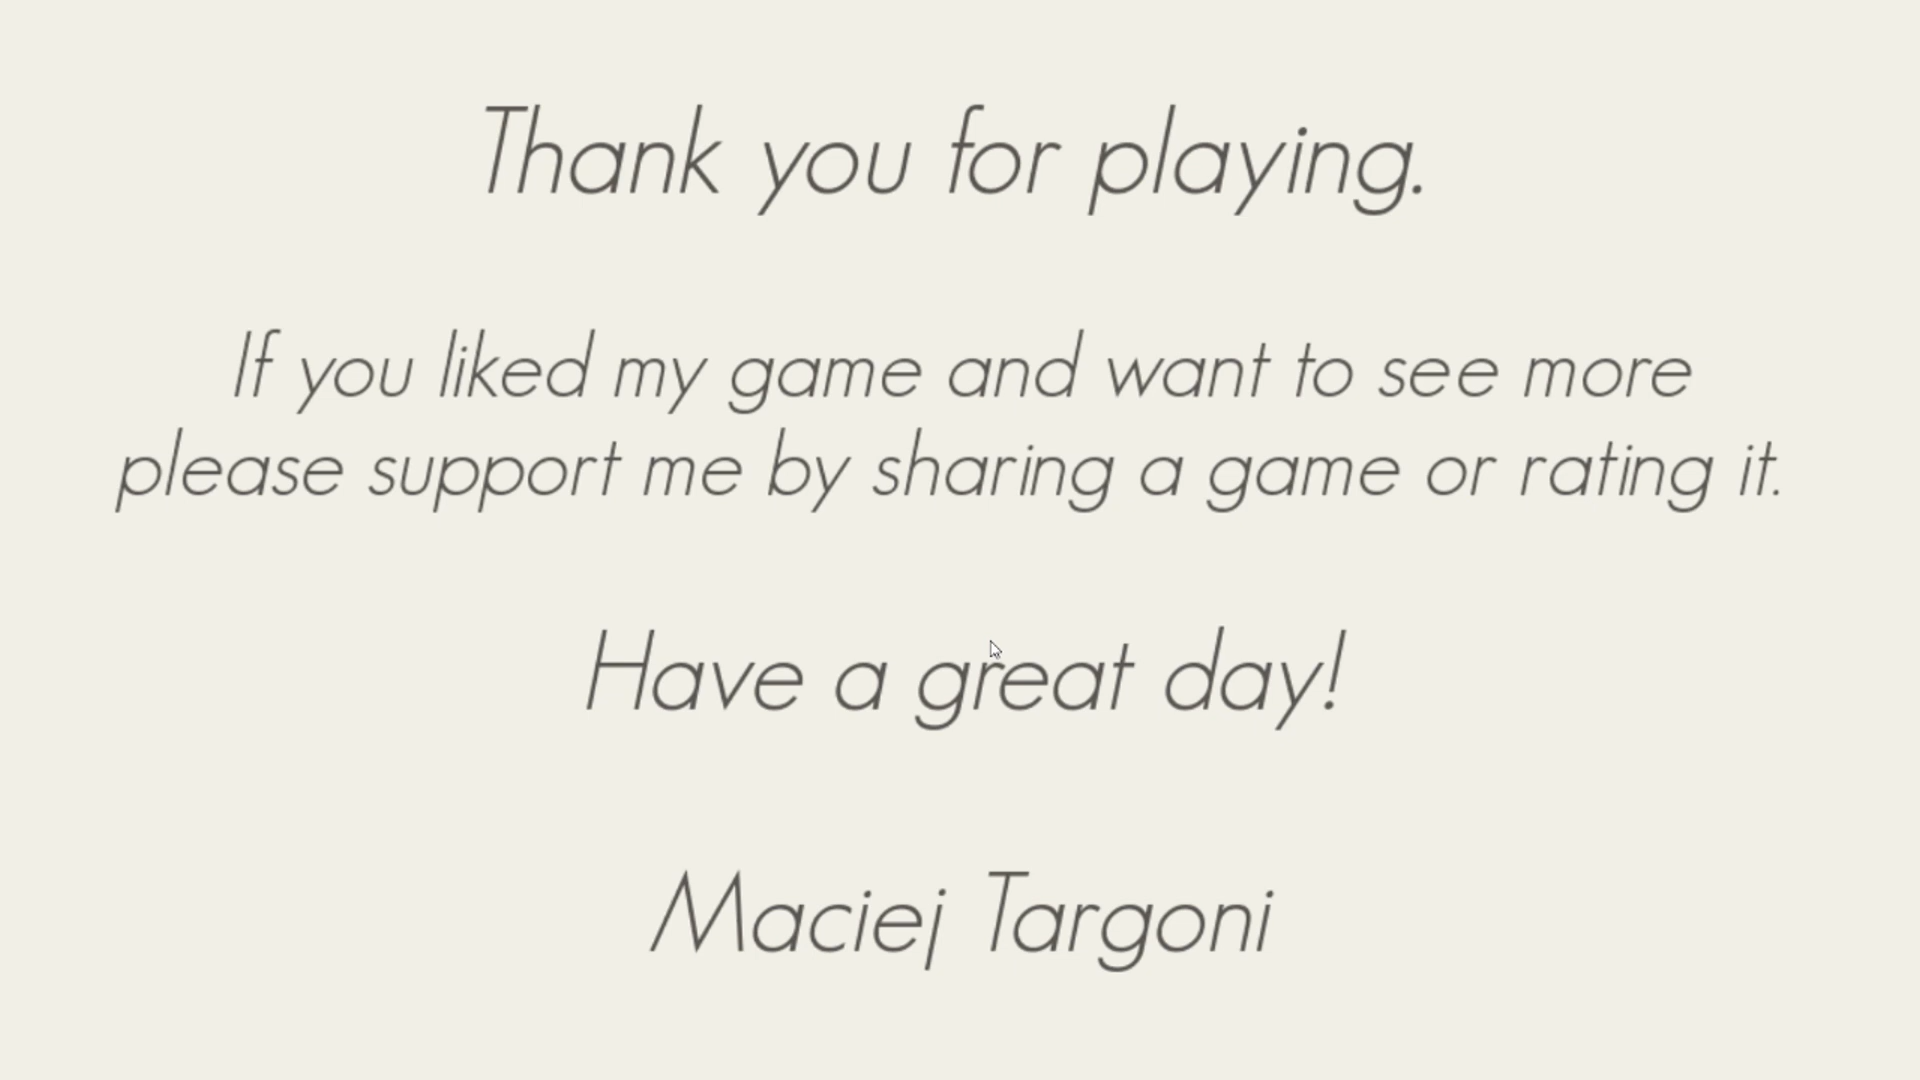 Thank you for playing.
If you liked my game and want to see more
please support me by sharing a game or rating it.
Have a great day!
Maciej Targoni